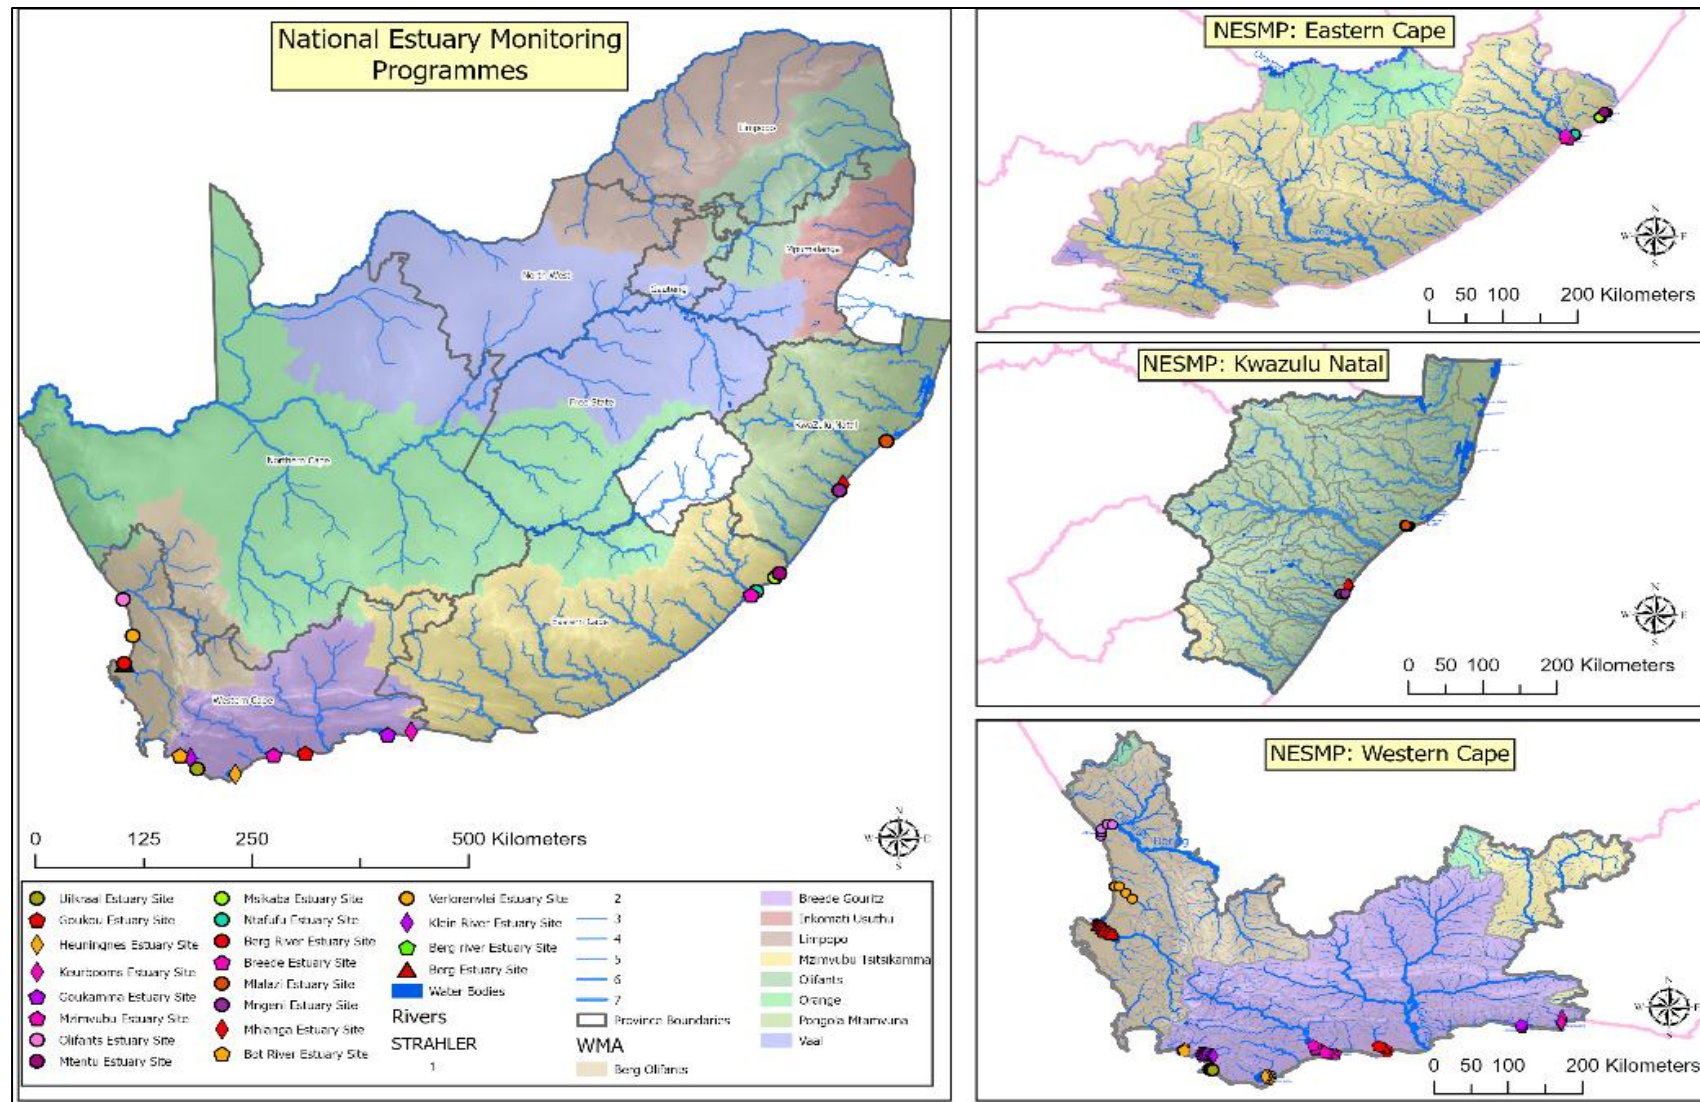 National Estuary Monitoring
Programmes
Limpopo
Mpumalanga
North West
Gauteng
Free State
KwaZulu Natal
Northern Cape
Eastern Cape
Western Cape
N
W E
S
0 125 250 500 Kilometers
Uilkraal Estuary Site
Goukou Estuary Site
Heuningnes Estuary Site
Keurbooms Estuary Site
Goukamma Estuary Site
Mzimvubu Estuary Site
Olifants Estuary Site
Mtentu Estuary Site
Msikaba Estuary Site
Ntafufu Estuary Site
Berg River Estuary Site
Breede Estuary Site
Mlalazi Estuary Site
Mngeni Estuary Site
Mhlanga Estuary Site
Bot River Estuary Site
Verlorenvlei Estuary Site
Klein River Estuary Site
Berg river Estuary Site
Berg Estuary Site
Water Bodies
Rivers
STRAHLER
1
2
3
4
5
6
7
Province Boundaries
WMA
Berg Olifants
Breede Gouritz
Inkomati Usuthu
Limpopo
Mzimvubu Tsitsikamma
Olifants
Orange
Pongola Mtamvuna
Vaal
NESMP: Eastern Cape
N
W E
S
0 50 100 200 Kilometers
NESMP: Kwazulu Natal
N
W E
S
0 50 100 200 Kilometers
NESMP: Western Cape
N
W E
S
0 50 100 200 Kilometers